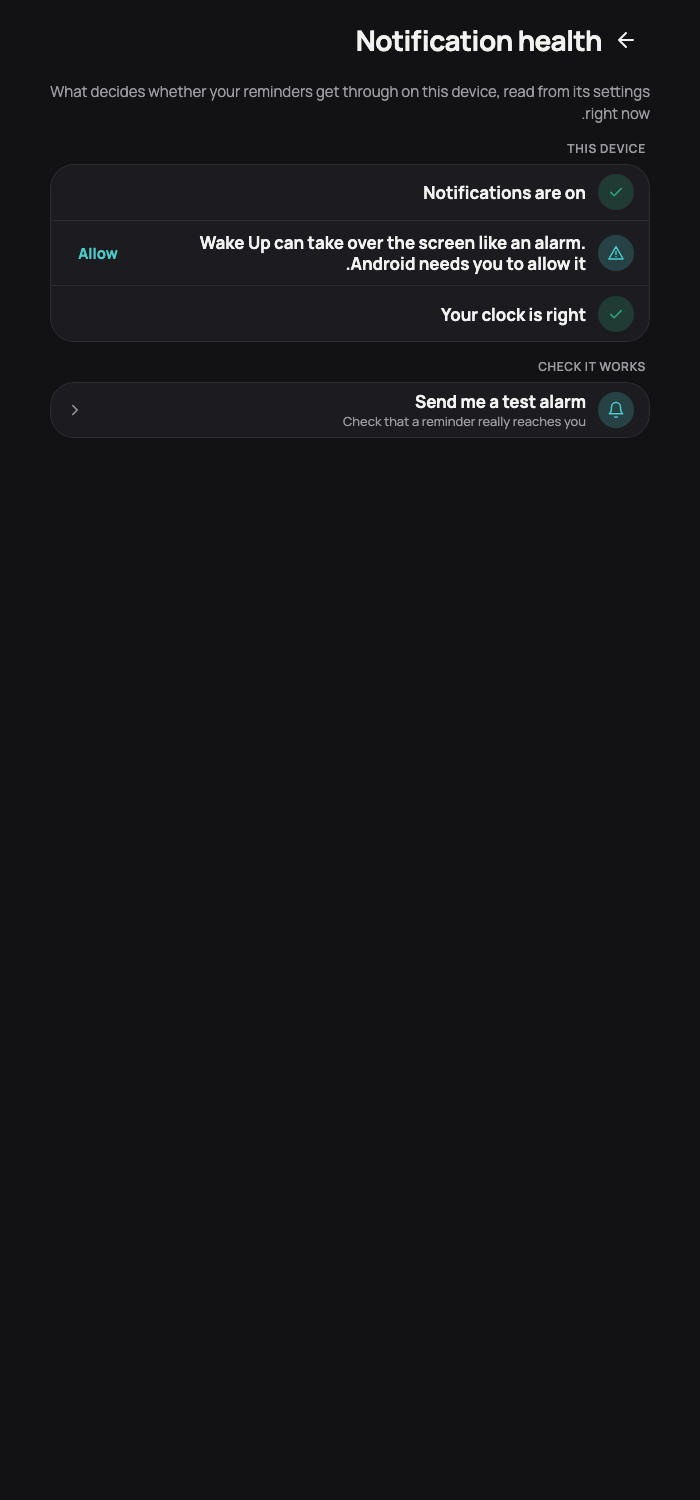 Notification health
What decides whether your reminders get through on this device, read from its settings
.right now
THIS DEVICE
Notifications are on
Wake Up can take over the screen like an alarm.
.Android needs you to allow it
Allow
Your clock is right
CHECK IT WORKS
Send me a test alarm
Check that a reminder really reaches you